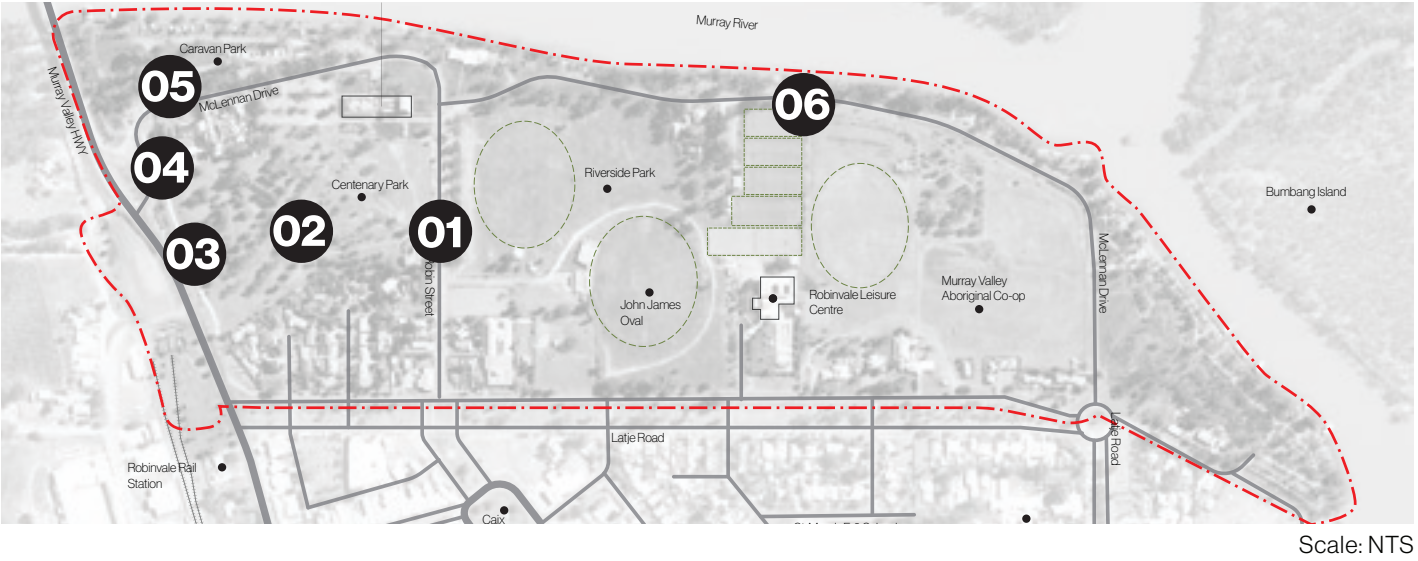 Murray River
Caravan Park
05
McLennan Drive
Murray Valley HWY
06
04
Centenary Park
Riverside Park
Bumbang Island
02
01
03
McLennan Drive
Murray Valley
Aboriginal Co-op
Robinvale Leisure
Centre
John James
Oval
obin Street
Latje Road
Latje Road
Robinvale Rail
Station
Caix
Scale: NTS